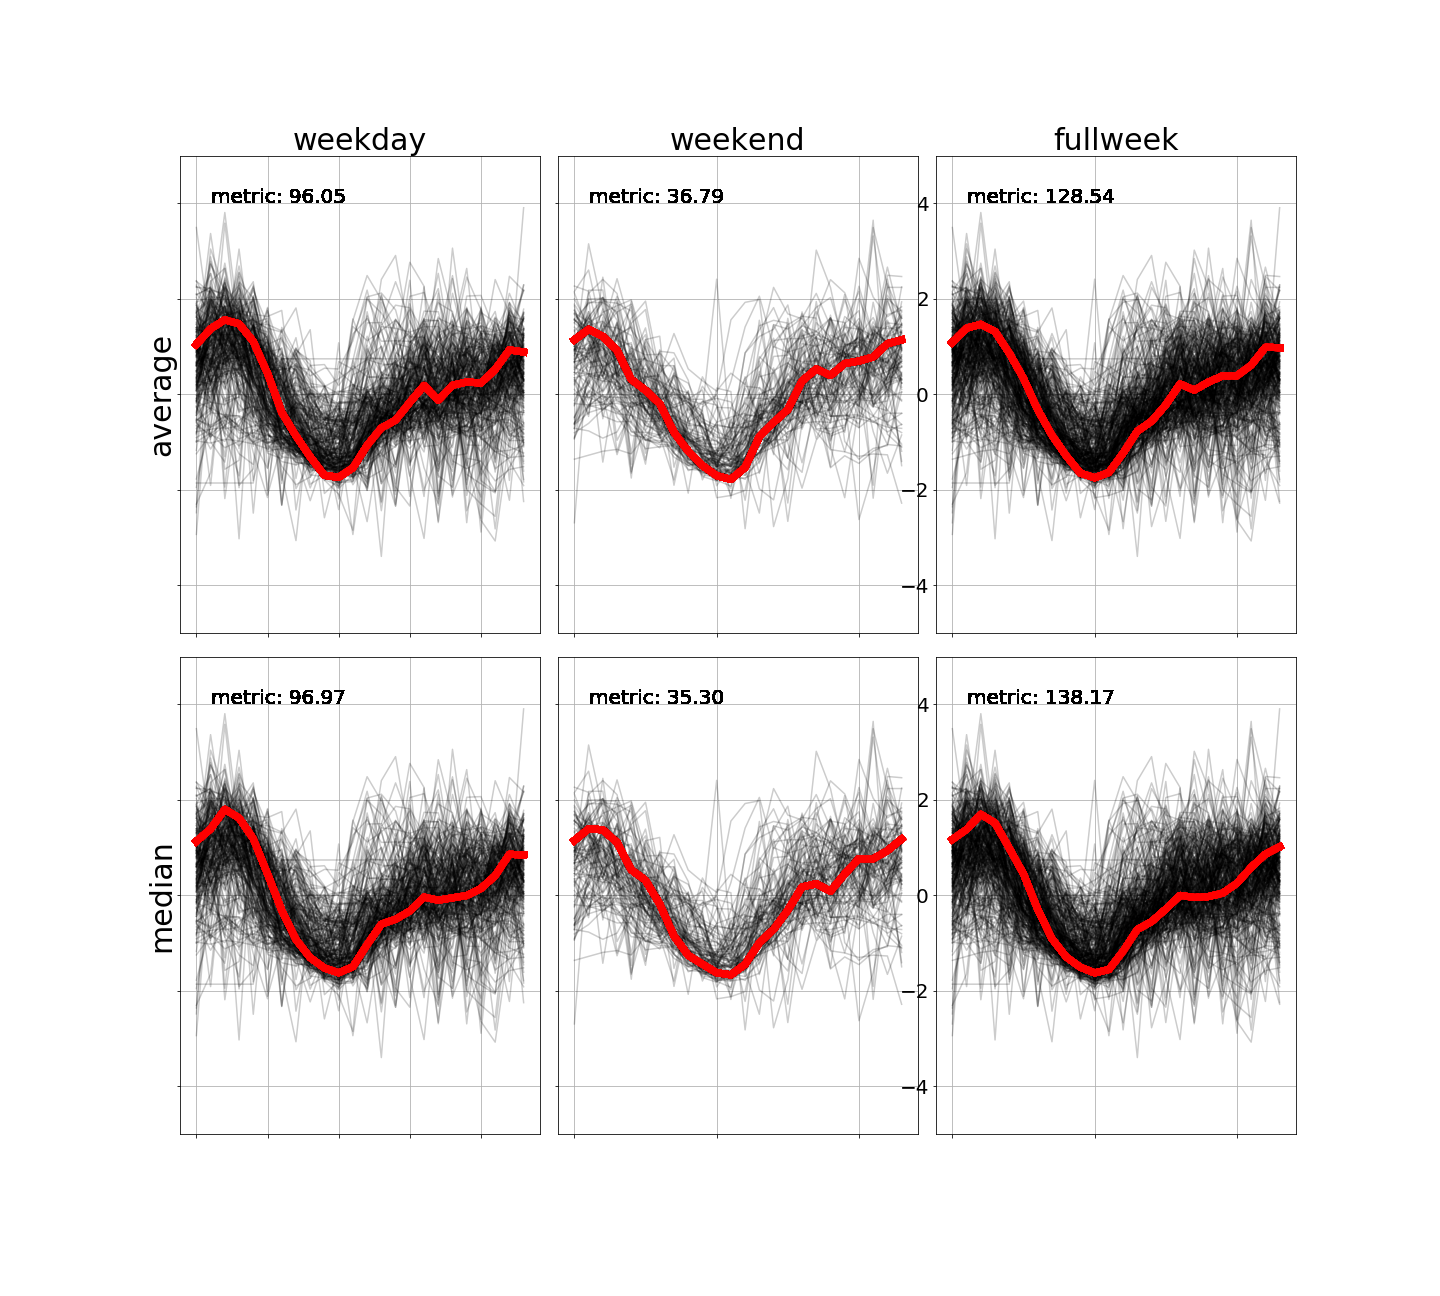 weekday
weekend
fullweek
average
metric: 96.05
metric: 36.79
metric: 128.54
4
2
0
−2
−4
median
metric: 96.97
metric: 35.30
metric: 138.17
4
2
0
−2
−4